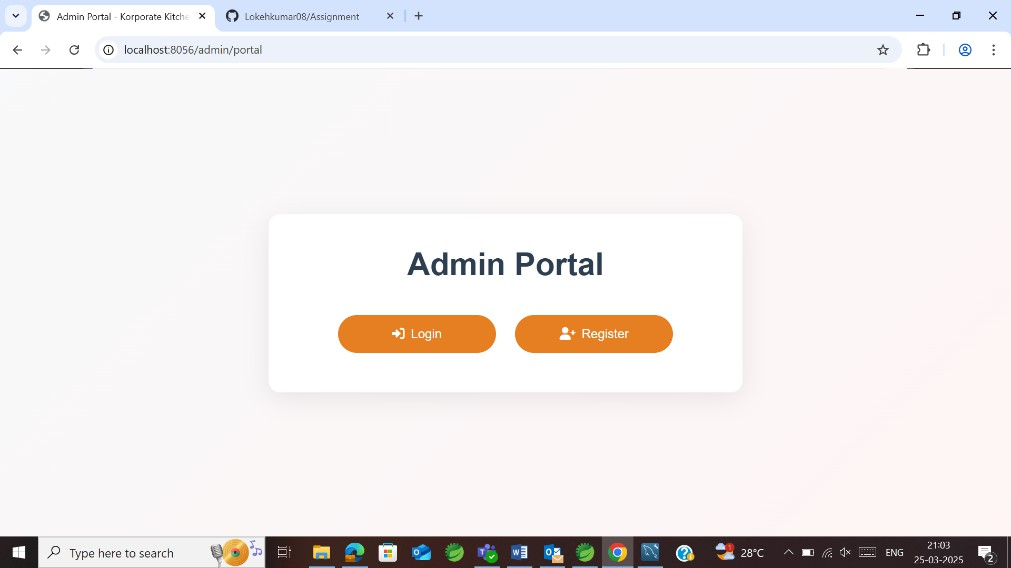 Admin Portal - Korporate Kitche
Lokehkumar08/Assignment
localhost:8056/admin/portal
Admin Portal
Login
Register
Type here to search
28°C
ENG
21:03
25-03-2025
2